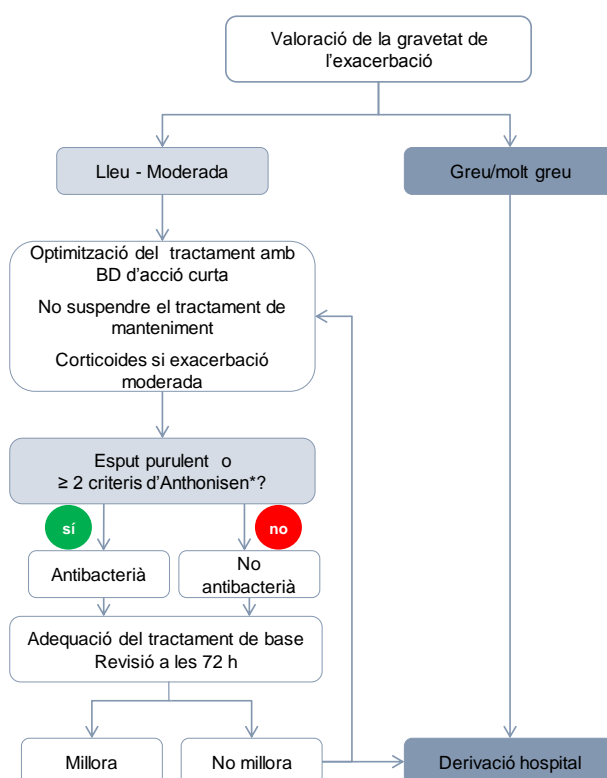 Valoració de la gravetat de
l'exacerbació
Lleu - Moderada
Greu/molt greu
Optimització del tractament amb
BD d'acció curta
No suspendre el tractament de
manteniment
Corticoides si exacerbació
moderada
Esput purulent o
≥ 2 criteris d'Anthonisen*?
sí
no
Antibacterià
No
antibacterià
Adequació del tractament de base
Revisió a les 72 h
Millora
No millora
Derivació hospital